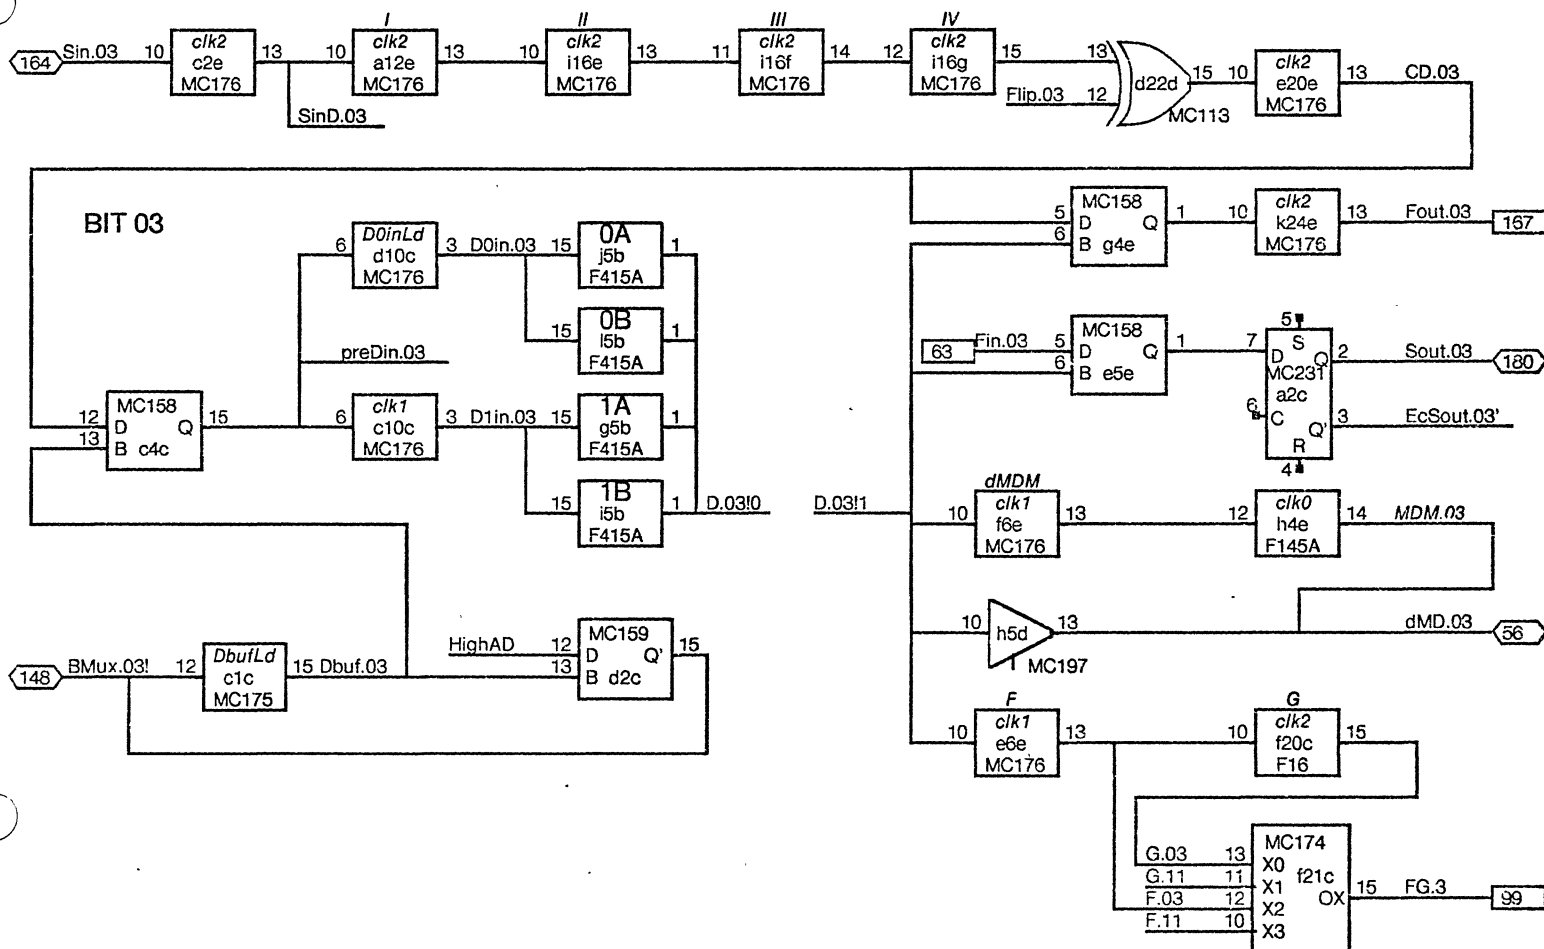 I II III IV
164 Sin.03 10 clk2 c2e MC176 13 10 clk2 a12e MC176 13 10 clk2 i16e MC176 13 11 clk2 i16f MC176 14 12 clk2 i16g MC176 15 13 d22d 15 MC113 10 clk2 e20e MC176 13 CD.03
Flip.03 12
SinD.03
BIT 03
6 D0inLd d10c MC176 3 D0in.03 15 0A j5b F415A 1
15 0B l5b F415A 1
preDin.03
12 13 MC158 D Q B c4c 15
6 clk1 c10c MC176 3 D1in.03 15 1A g5b F415A 1
15 1B i5b F415A 1 D.03!0
HighAD 12 13 MC159 D Q' B d2c 15
148 BMux.03! 12 DbufLd c1c MC175 15 Dbuf.03
5 6 MC158 D Q B g4e 1 10 clk2 k24e MC176 13 Fout.03 167
63 Fin.03 5 6 MC158 D Q B e5e 1 7 5 S D Q MC231 a2c 6 C Q' R 4 2 Sout.03 180
3 EcSout.03'
D.03!1
dMDM
10 clk1 f6e MC176 13 12 clk0 h4e F145A 14 MDM.03
10 h5d 13 MC197 dMD.03 56
F G
10 clk1 e6e MC176 13 10 clk2 f20c F16 15
MC174
G.03 13 X0 f21c
G.11 11 X1
F.03 12 X2 OX 15 FG.3 99
F.11 10 X3